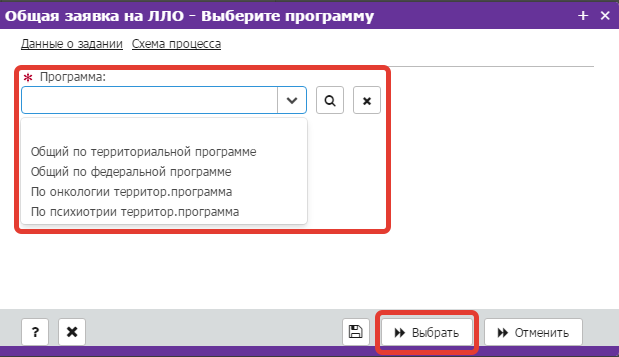 Общая заявка на ЛЛО - Выберите программу
Данные о задании Схема процесса
* Программа:
Общий по территориальной программе
Общий по федеральной программе
По онкологии территор.программа
По психиотрии территор.программа
? Выбрать Отменить